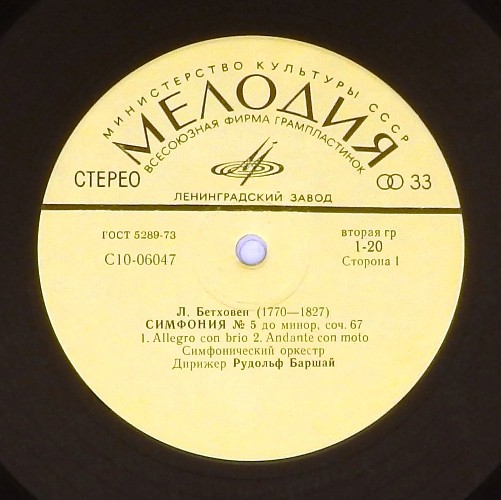 МИНИСТЕРСТВО КУЛЬТУРЫ СССР
МЕЛОДИЯ
ВСЕСОЮЗНАЯ ФИРМА ГРАМПЛАСТИНОК
СТЕРЕО
33
ЛЕНИНГРАДСКИЙ ЗАВОД
ГОСТ 5289-73
вторая гр
С10-06047
1-20
Сторона 1
Л. Бетховен (1770—1827)
СИМФОНИЯ № 5 до минор, соч. 67
1. Allegro con brio 2. Andante con moto
Симфонический оркестр
Дирижер Рудольф Баршай